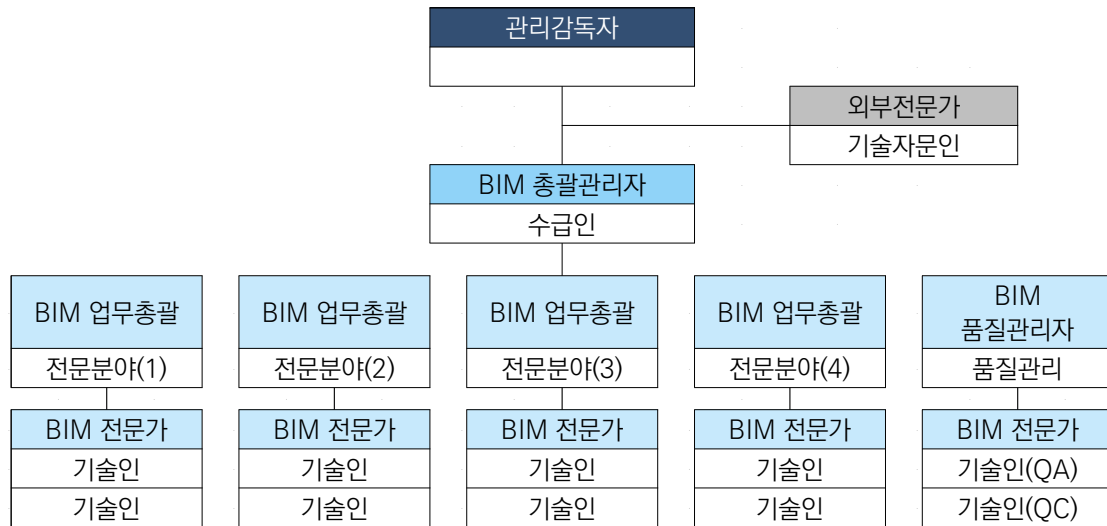 관리감독자
외부전문가
기술자문인
BIM 총괄관리자
수급인
BIM 업무총괄
전문분야(1)
BIM 업무총괄
전문분야(2)
BIM 업무총괄
전문분야(3)
BIM 업무총괄
전문분야(4)
BIM
품질관리자
품질관리
BIM 전문가
기술인
기술인
BIM 전문가
기술인
기술인
BIM 전문가
기술인
기술인
BIM 전문가
기술인
기술인
BIM 전문가
기술인(QA)
기술인(QC)